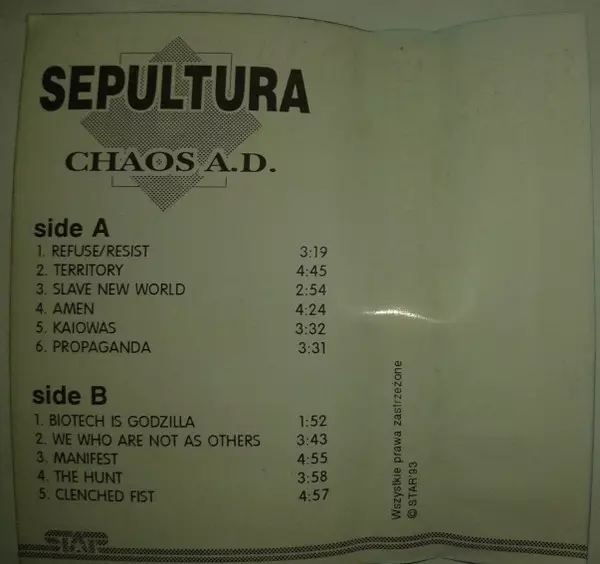 SEPULTURA
CHAOS A.D.
side A
1. REFUSE/RESIST 3:19
2. TERRITORY 4:45
3. SLAVE NEW WORLD 2:54
4. AMEN 4:24
5. KAIOWAS 3:32
6. PROPAGANDA 3:31
side B
1. BIOTECH IS GODZILLA 1:52
2. WE WHO ARE NOT AS OTHERS 3:43
3. MANIFEST 4:55
4. THE HUNT 3:58
5. CLENCHED FIST 4:57
Wszystkie prawa zastrzeżone
© STAR'93
STAR